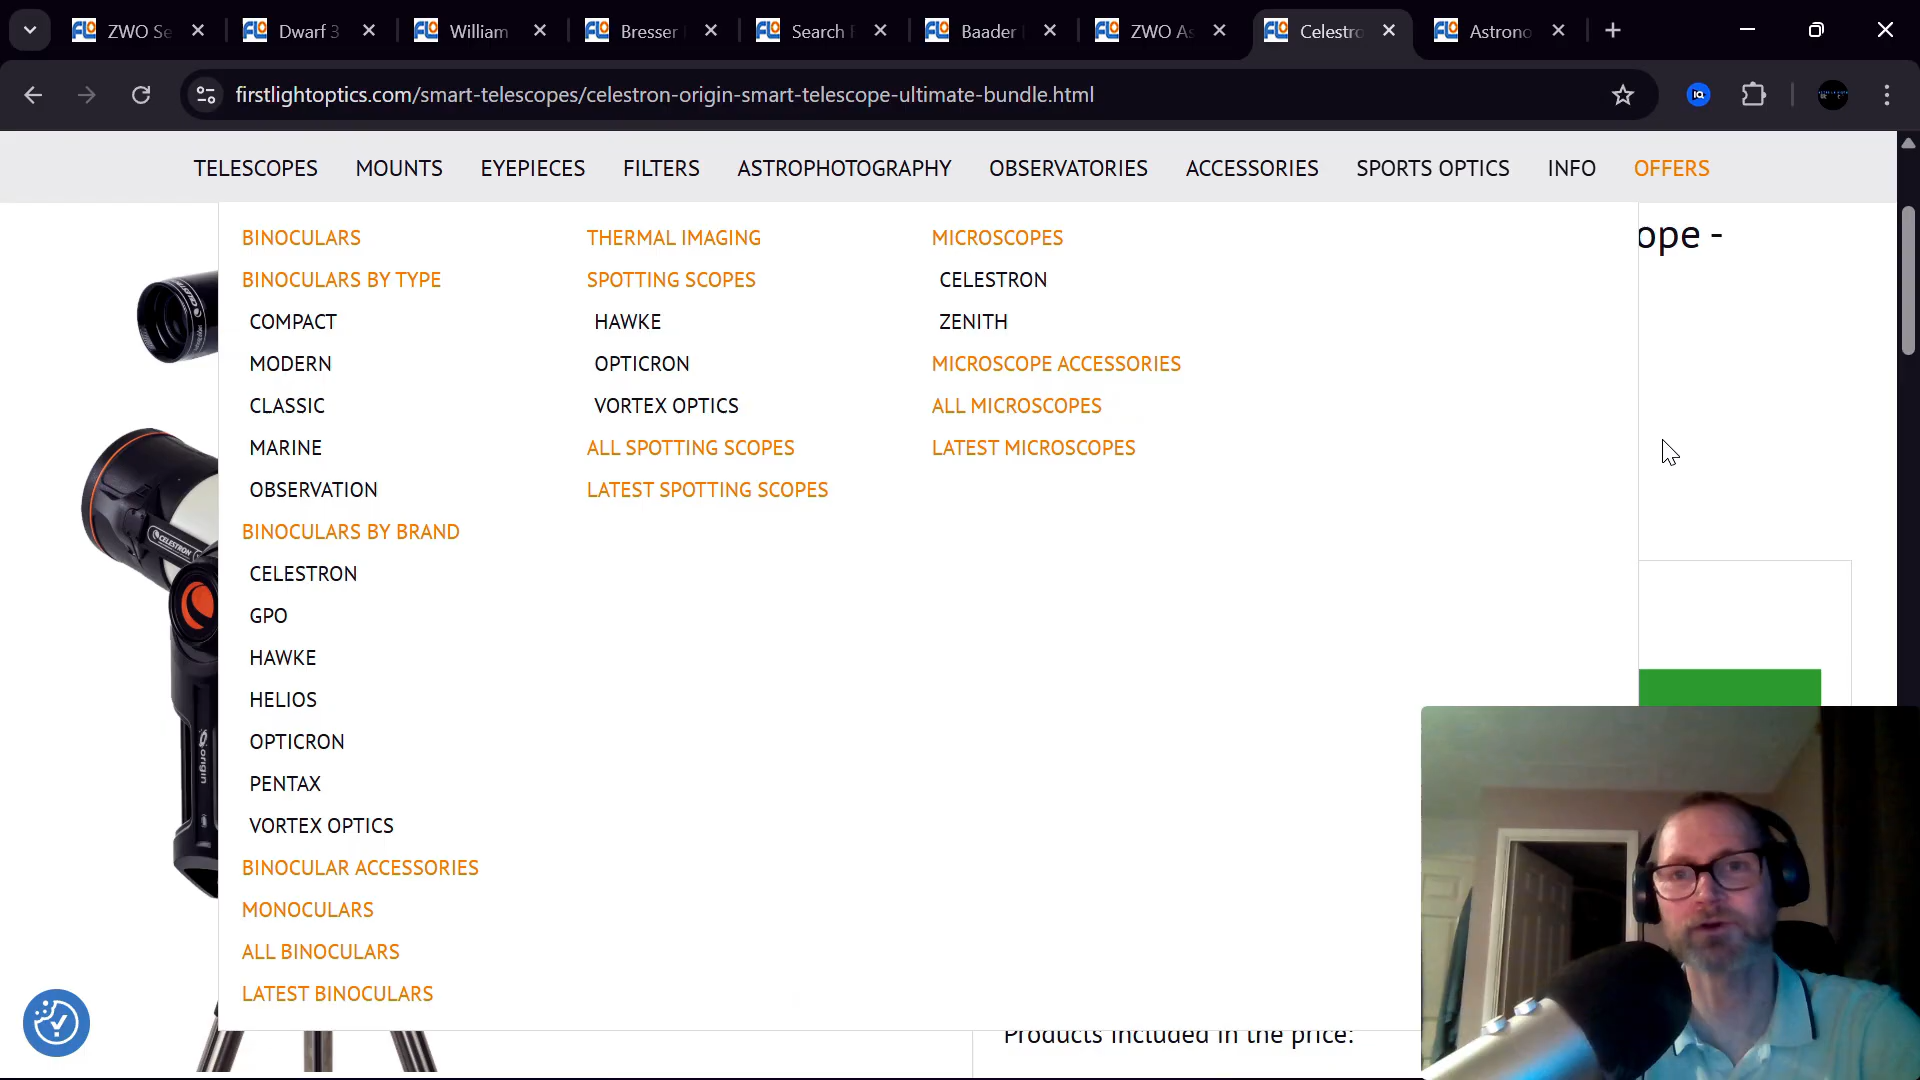 ZWO Se
Dwarf 3
William
Bresser
Search F
Baader
ZWO As
Celestro
Astrono
firstlightoptics.com/smart-telescopes/celestron-origin-smart-telescope-ultimate-bundle.html
TELESCOPES MOUNTS EYEPIECES FILTERS ASTROPHOTOGRAPHY OBSERVATORIES ACCESSORIES SPORTS OPTICS INFO OFFERS
BINOCULARS
BINOCULARS BY TYPE
COMPACT
MODERN
CLASSIC
MARINE
OBSERVATION
BINOCULARS BY BRAND
CELESTRON
GPO
HAWKE
HELIOS
OPTICRON
PENTAX
VORTEX OPTICS
BINOCULAR ACCESSORIES
MONOCULARS
ALL BINOCULARS
LATEST BINOCULARS
THERMAL IMAGING
SPOTTING SCOPES
HAWKE
OPTICRON
VORTEX OPTICS
ALL SPOTTING SCOPES
LATEST SPOTTING SCOPES
MICROSCOPES
CELESTRON
ZENITH
MICROSCOPE ACCESSORIES
ALL MICROSCOPES
LATEST MICROSCOPES
ope -
CELESTRON
origin
Products included in the price: